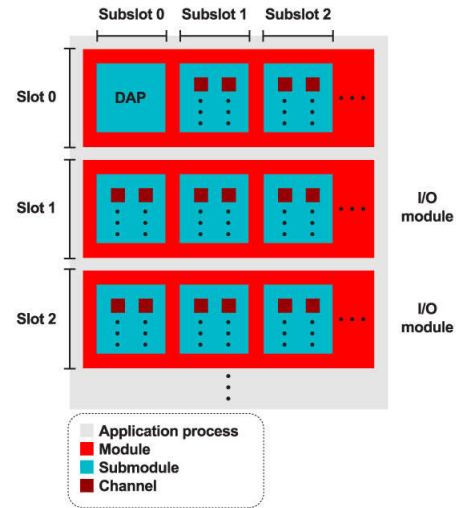 Subslot 0 Subslot 1 Subslot 2
Slot 0
DAP
Slot 1
I/O
module
Slot 2
I/O
module
Application process
Module
Submodule
Channel